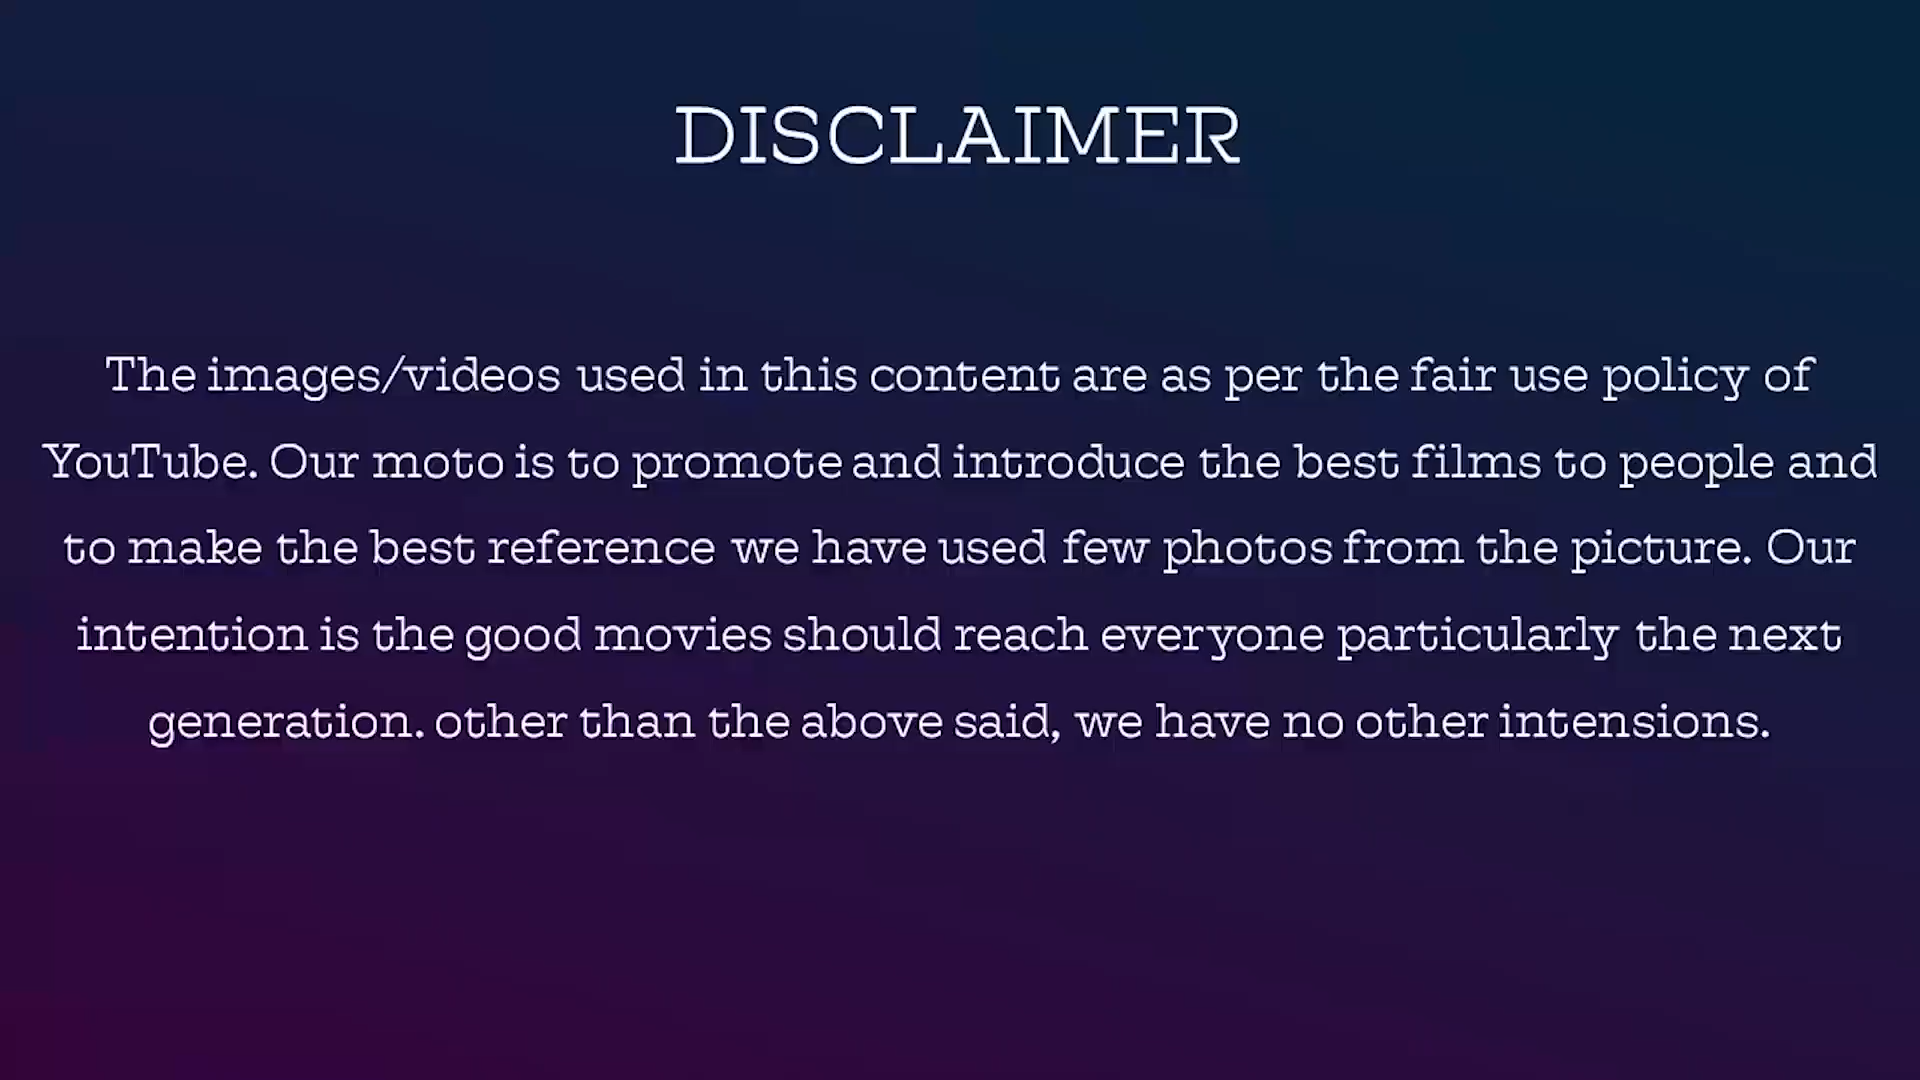 DISCLAIMER
The images/videos used in this content are as per the fair use policy of
YouTube. Our moto is to promote and introduce the best films to people and
to make the best reference we have used few photos from the picture. Our
intention is the good movies should reach everyone particularly the next
generation. other than the above said, we have no other intensions.